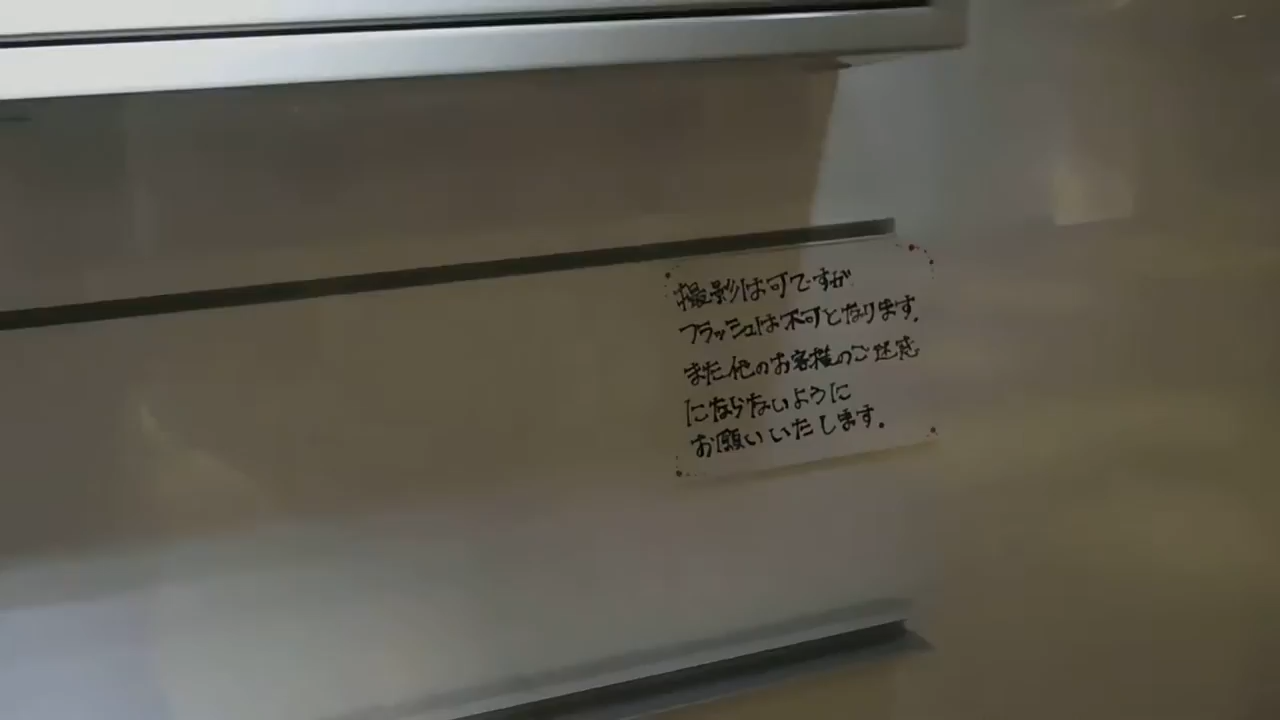 撮影は可ですが
フラッシュは不可となります。
また他のお客様のご迷惑
にならないように
お願いいたします。